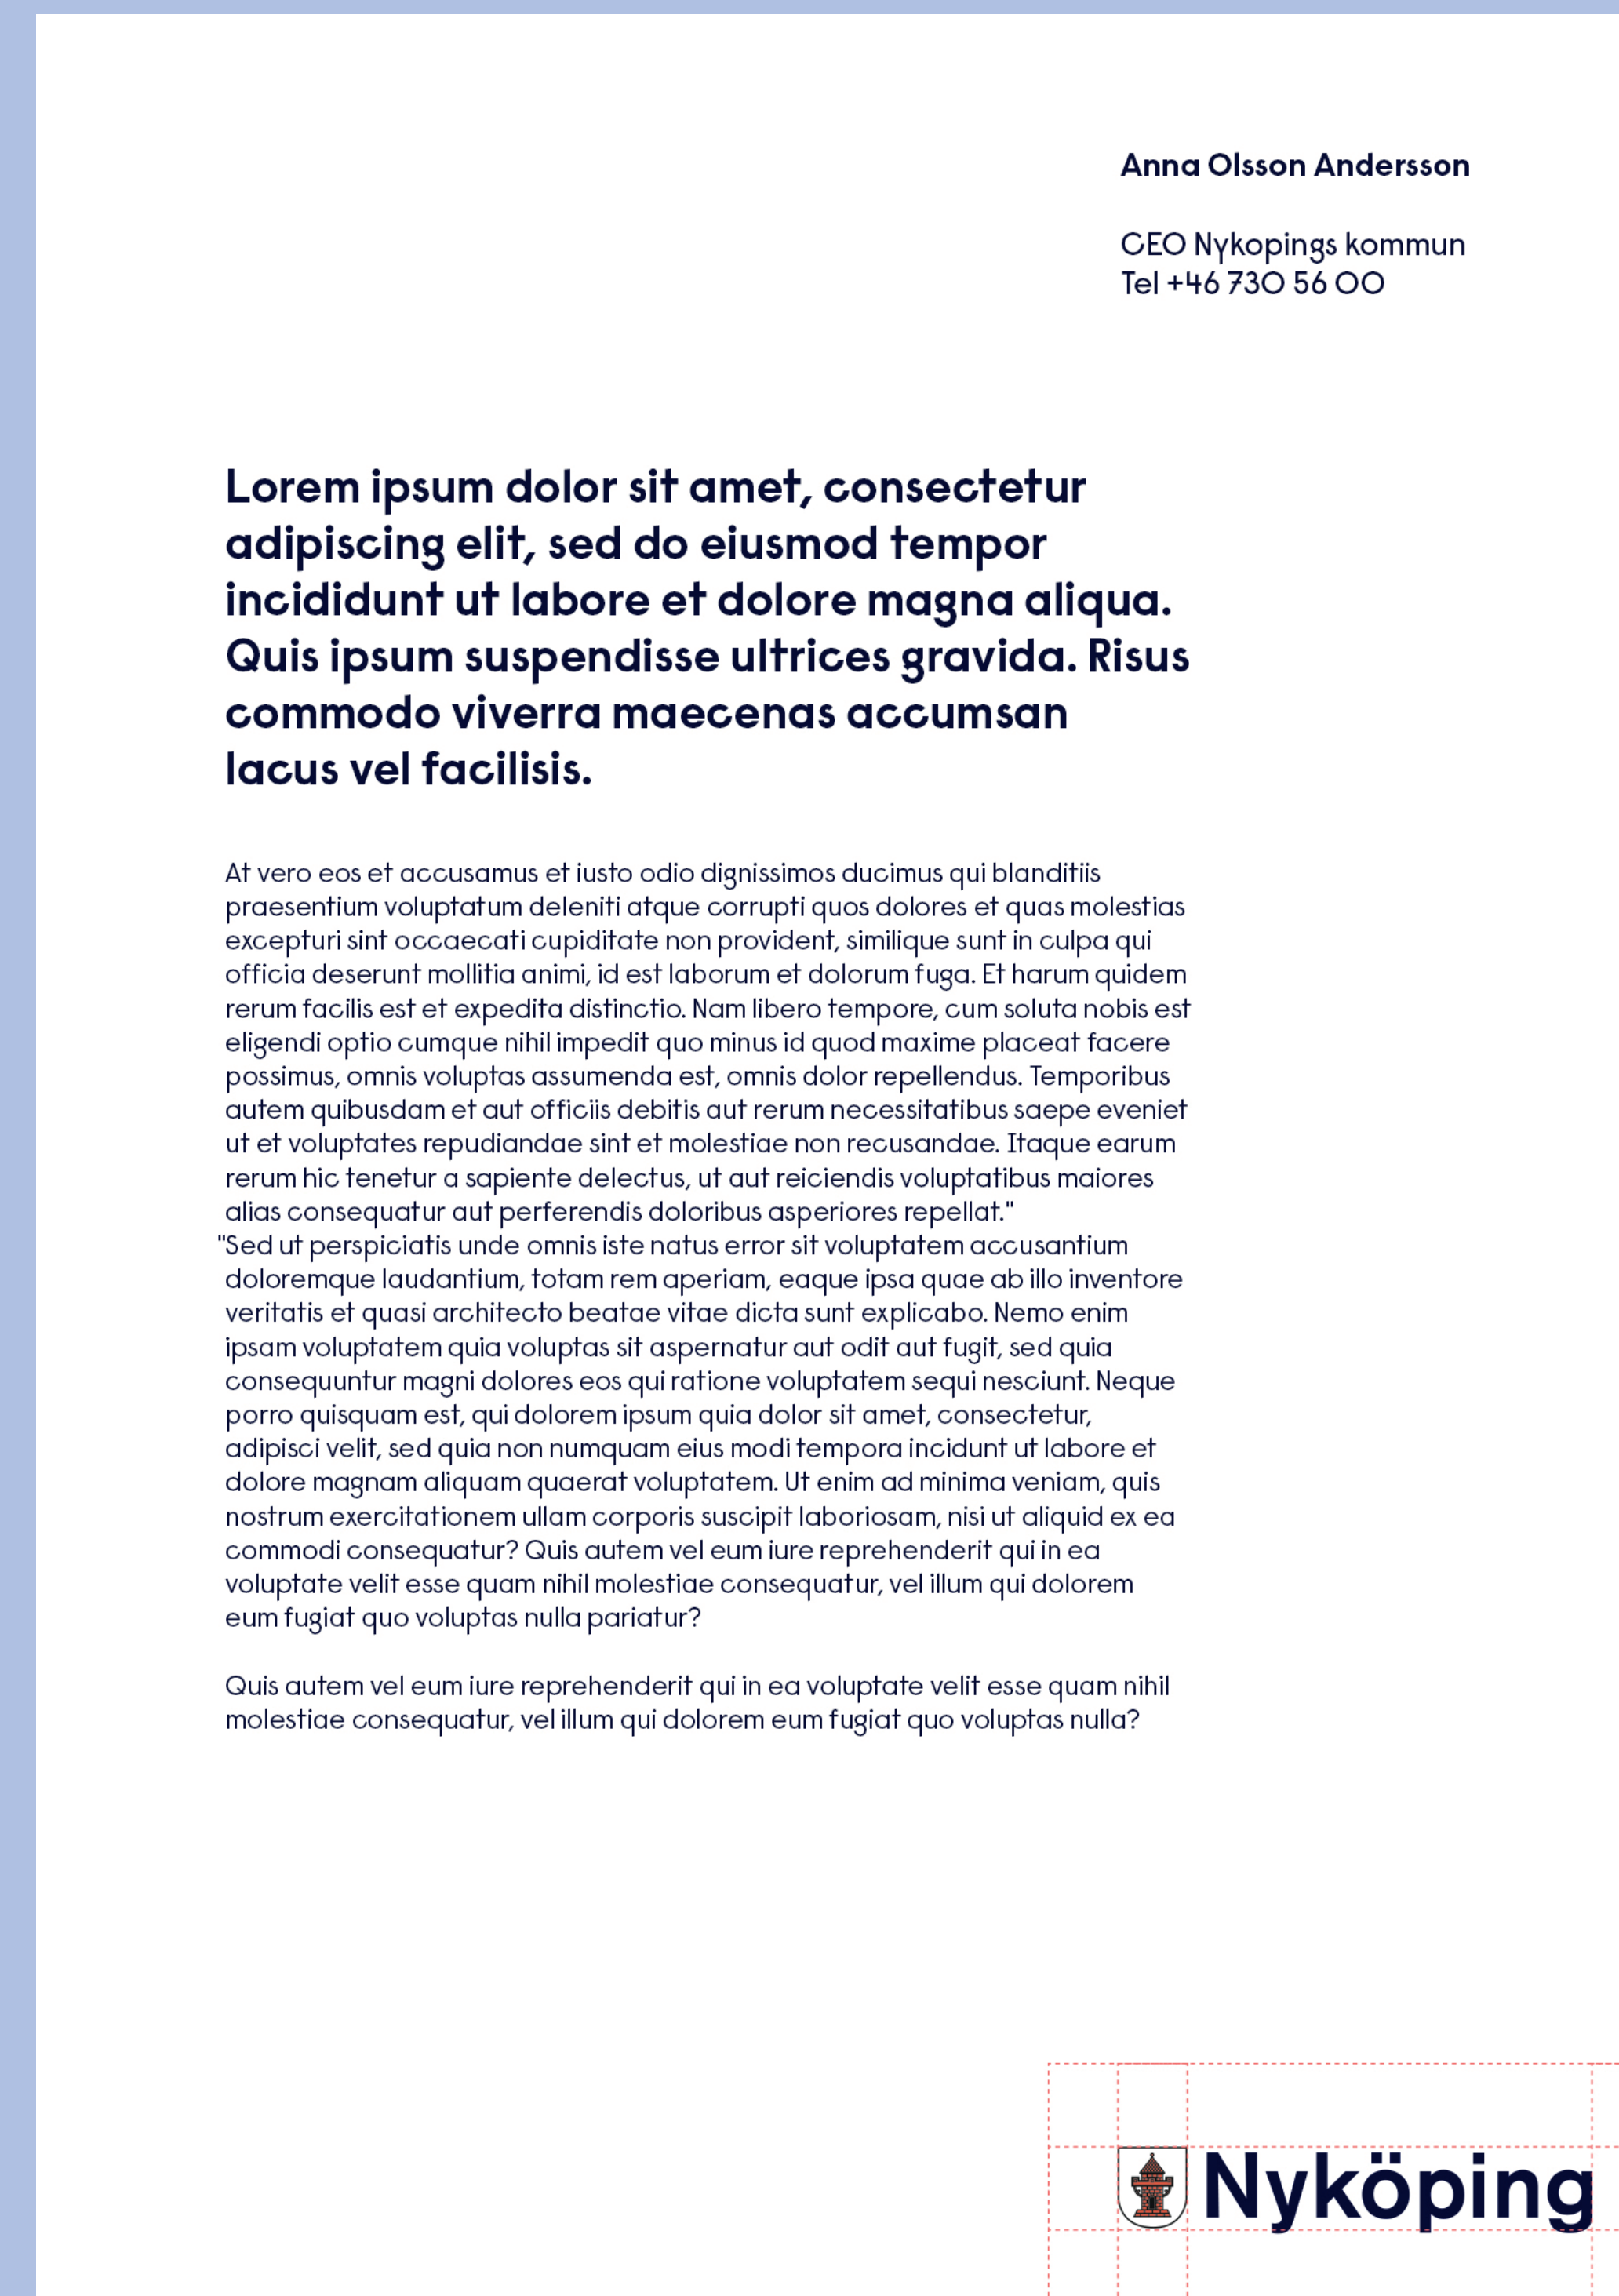 Anna Olsson Andersson
CEO Nykopings kommun
Tel +46 730 56 00
Lorem ipsum dolor sit amet, consectetur
adipiscing elit, sed do eiusmod tempor
incididunt ut labore et dolore magna aliqua.
Quis ipsum suspendisse ultrices gravida. Risus
commodo viverra maecenas accumsan
lacus vel facilisis.
At vero eos et accusamus et iusto odio dignissimos ducimus qui blanditiis
praesentium voluptatum deleniti atque corrupti quos dolores et quas molestias
excepturi sint occaecati cupiditate non provident, similique sunt in culpa qui
officia deserunt mollitia animi, id est laborum et dolorum fuga. Et harum quidem
rerum facilis est et expedita distinctio. Nam libero tempore, cum soluta nobis est
eligendi optio cumque nihil impedit quo minus id quod maxime placeat facere
possimus, omnis voluptas assumenda est, omnis dolor repellendus. Temporibus
autem quibusdam et aut officiis debitis aut rerum necessitatibus saepe eveniet
ut et voluptates repudiandae sint et molestiae non recusandae. Itaque earum
rerum hic tenetur a sapiente delectus, ut aut reiciendis voluptatibus maiores
alias consequatur aut perferendis doloribus asperiores repellat."
"Sed ut perspiciatis unde omnis iste natus error sit voluptatem accusantium
doloremque laudantium, totam rem aperiam, eaque ipsa quae ab illo inventore
veritatis et quasi architecto beatae vitae dicta sunt explicabo. Nemo enim
ipsam voluptatem quia voluptas sit aspernatur aut odit aut fugit, sed quia
consequuntur magni dolores eos qui ratione voluptatem sequi nesciunt. Neque
porro quisquam est, qui dolorem ipsum quia dolor sit amet, consectetur,
adipisci velit, sed quia non numquam eius modi tempora incidunt ut labore et
dolore magnam aliquam quaerat voluptatem. Ut enim ad minima veniam, quis
nostrum exercitationem ullam corporis suscipit laboriosam, nisi ut aliquid ex ea
commodi consequatur? Quis autem vel eum iure reprehenderit qui in ea
voluptate velit esse quam nihil molestiae consequatur, vel illum qui dolorem
eum fugiat quo voluptas nulla pariatur?
Quis autem vel eum iure reprehenderit qui in ea voluptate velit esse quam nihil
molestiae consequatur, vel illum qui dolorem eum fugiat quo voluptas nulla?
Nyköping